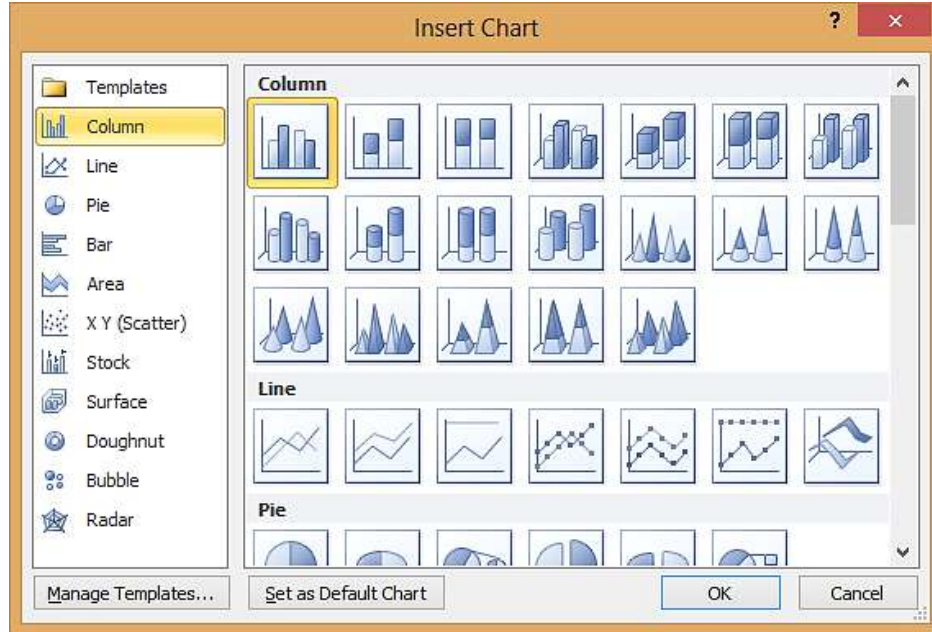 Insert Chart
?
Templates
Column
Line
Pie
Bar
Area
X Y (Scatter)
Stock
Surface
Doughnut
Bubble
Radar
Column
Line
Pie
Manage Templates...
Set as Default Chart
OK
Cancel